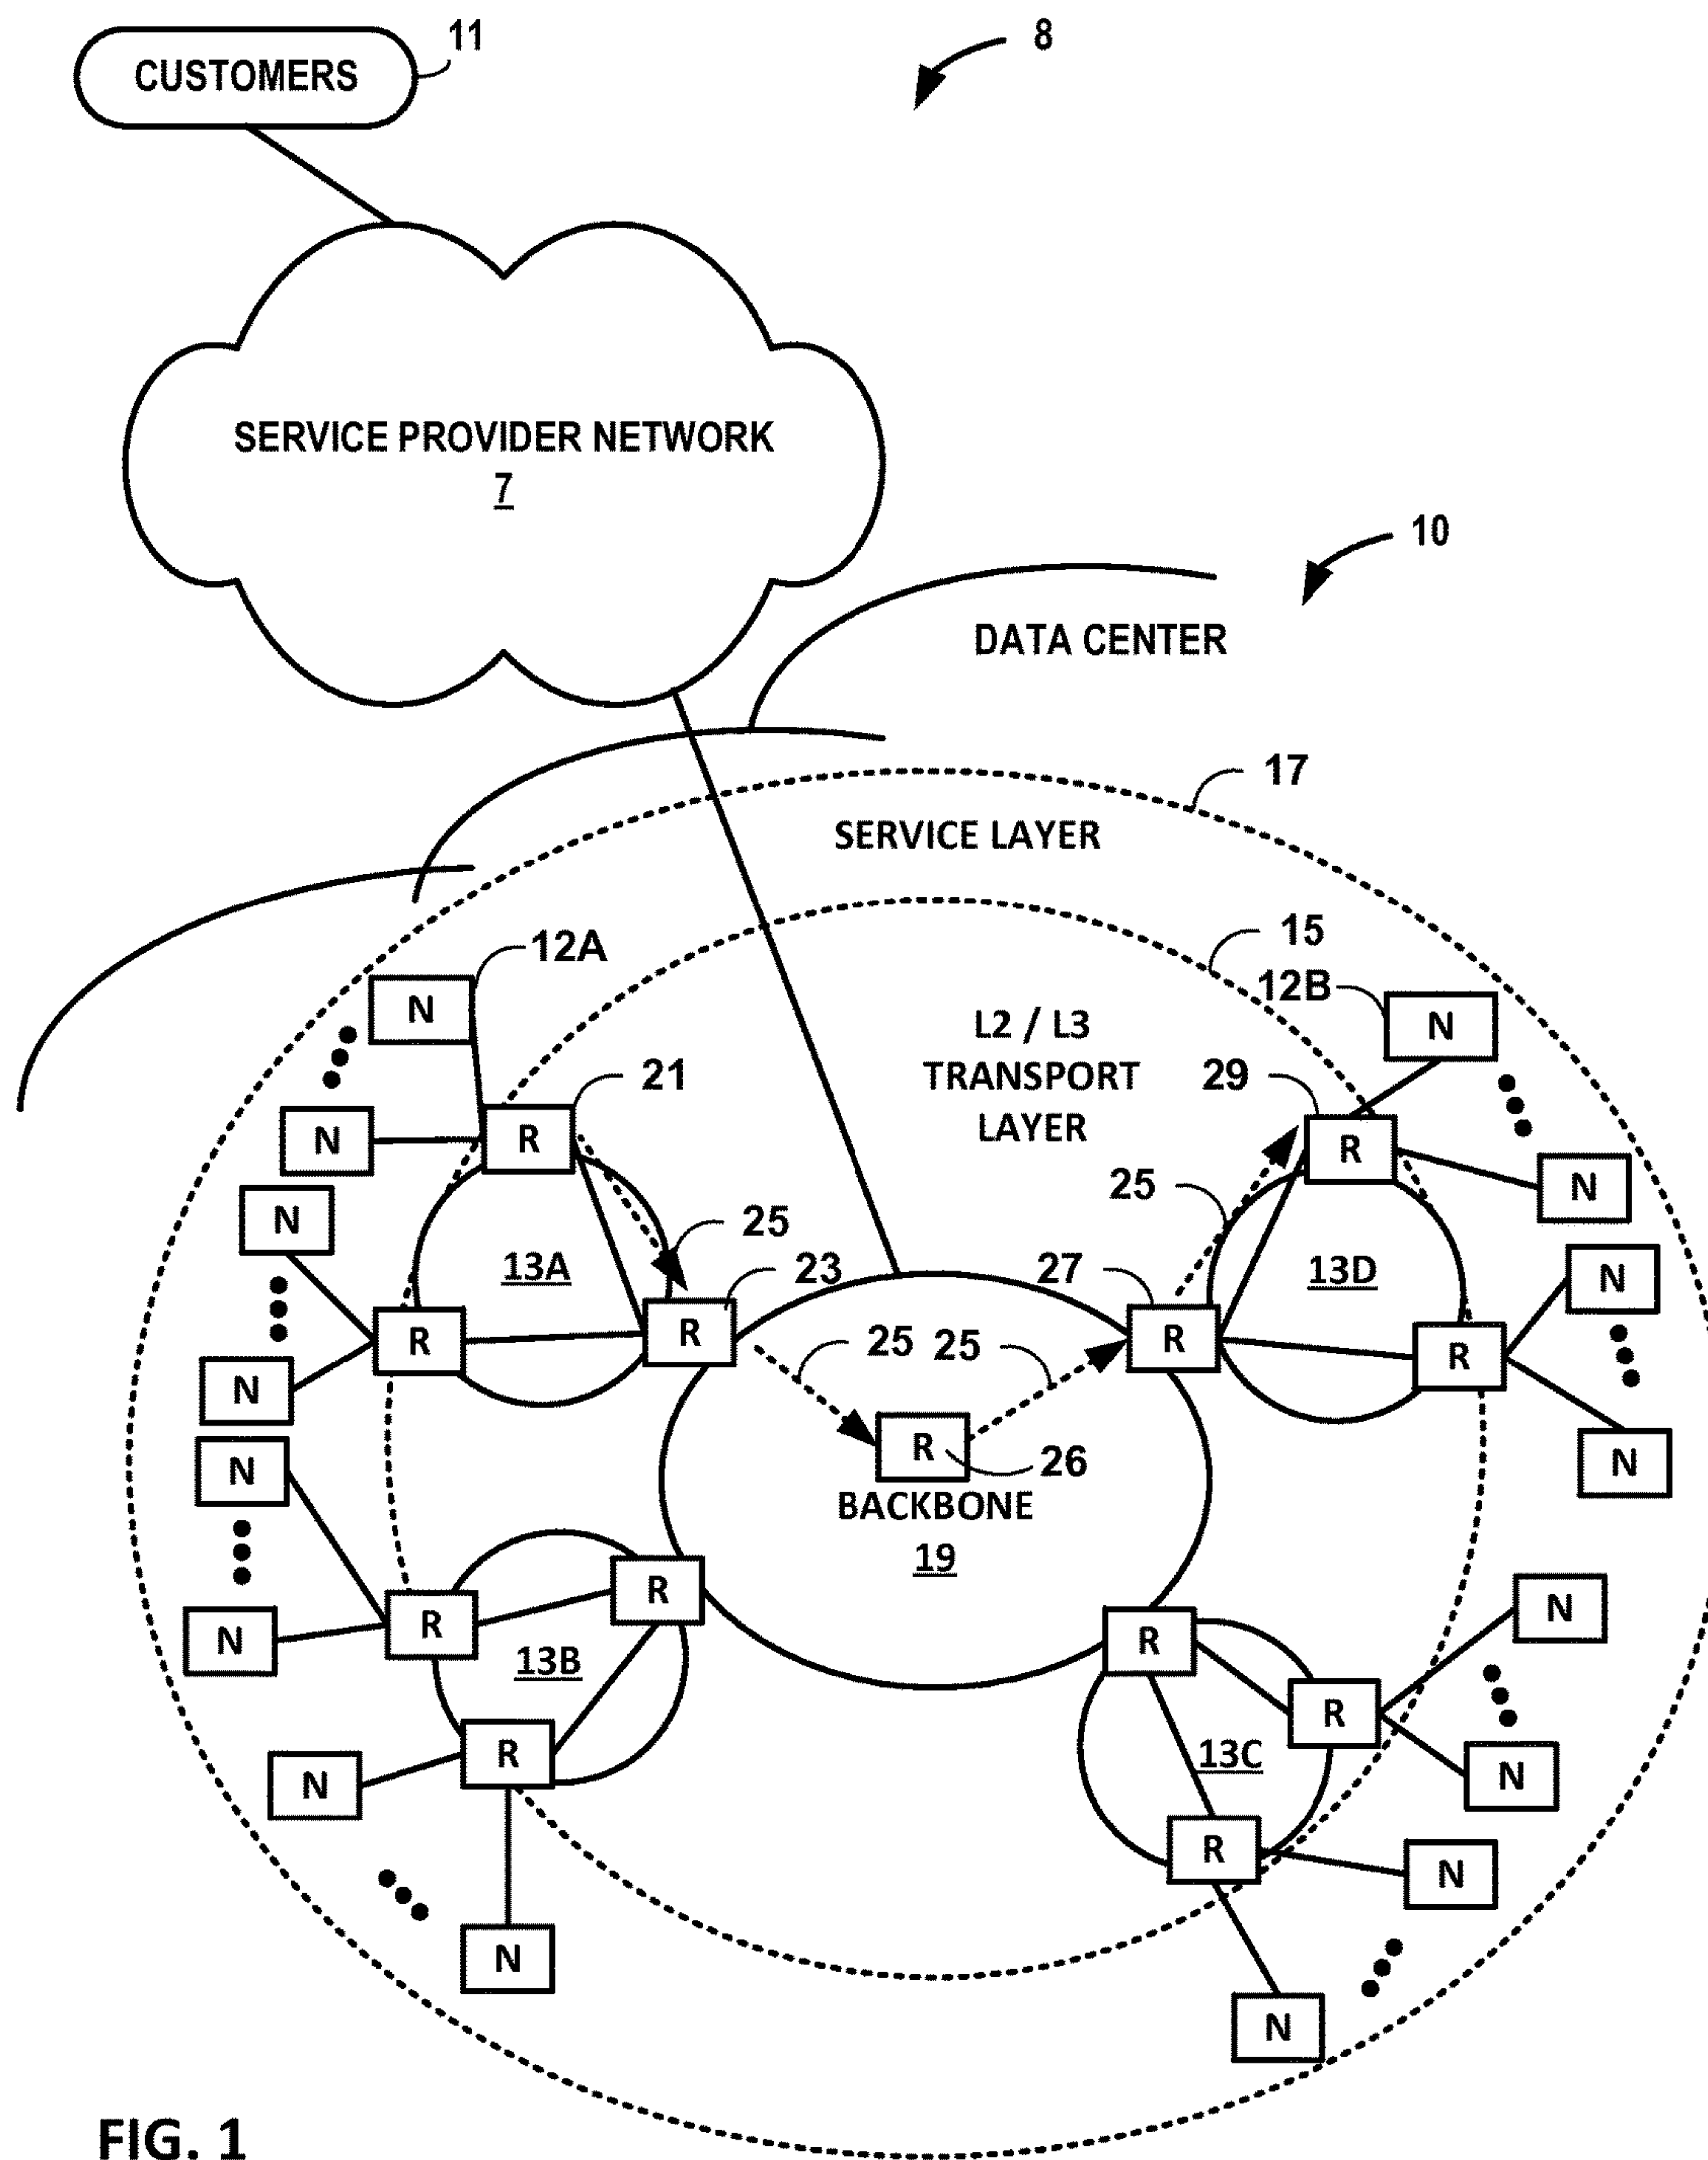 11
8
CUSTOMERS
SERVICE PROVIDER NETWORK
7
10
DATA CENTER
17
SERVICE LAYER
15
12A
12B
N
N
L2 / L3
TRANSPORT
LAYER
21
29
N
R
R
25
N
25
N
13A
23
27
13D
N
R
R
25
25
R
R
N
R
26
N
N
BACKBONE
19
R
N
R
R
N
13B
R
N
13C
R
R
N
N
R
N
N
N
FIG. 1